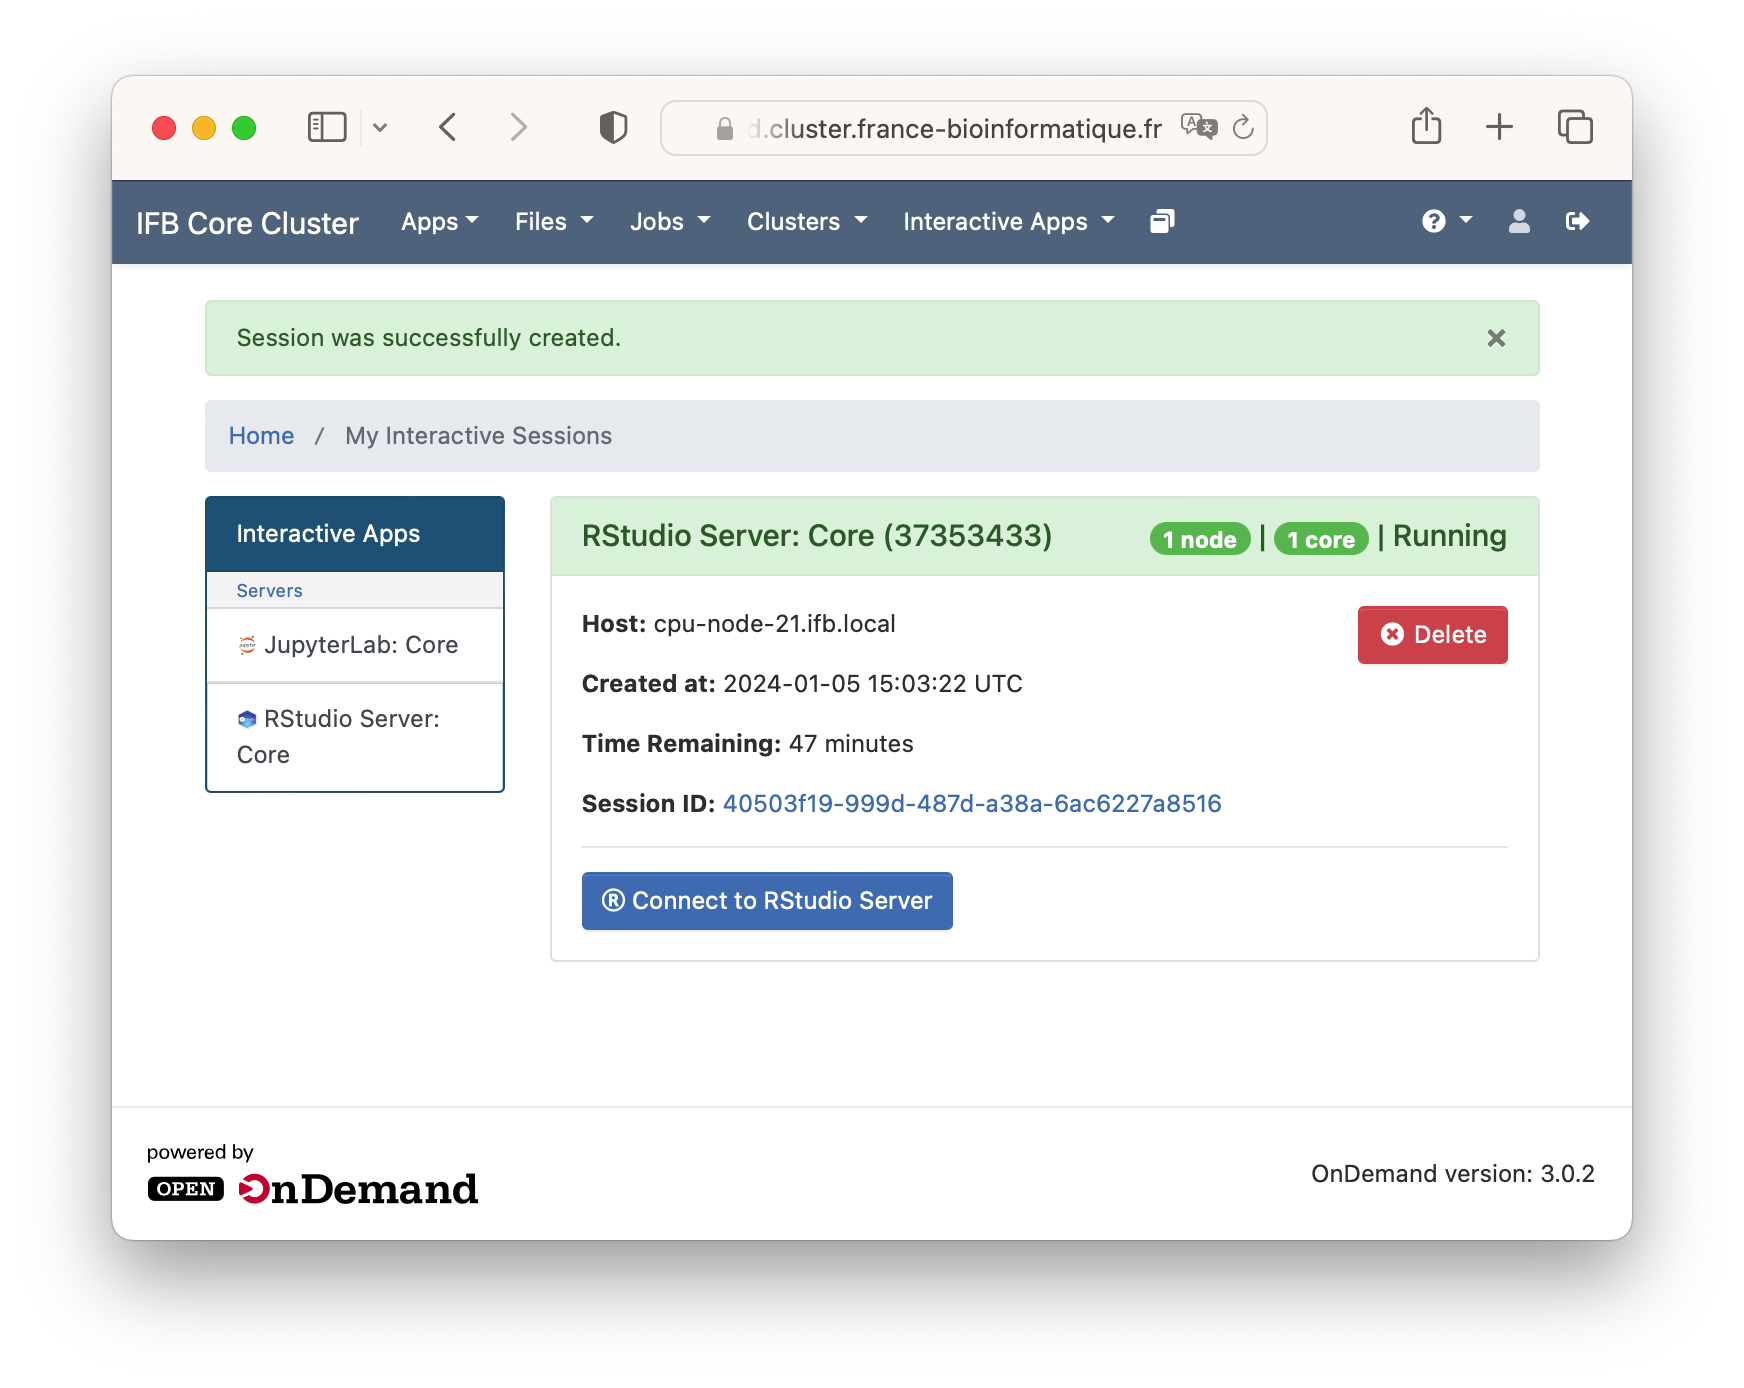 .cluster.france-bioinformatique.fr
IFB Core Cluster Apps Files Jobs Clusters Interactive Apps
Session was successfully created.
Home / My Interactive Sessions
Interactive Apps
Servers
JupyterLab: Core
RStudio Server:
Core
RStudio Server: Core (37353433) 1 node | 1 core | Running
Host: cpu-node-21.ifb.local
Delete
Created at: 2024-01-05 15:03:22 UTC
Time Remaining: 47 minutes
Session ID: 40503f19-999d-487d-a38a-6ac6227a8516
® Connect to RStudio Server
powered by
OPEN OnDemand
OnDemand version: 3.0.2